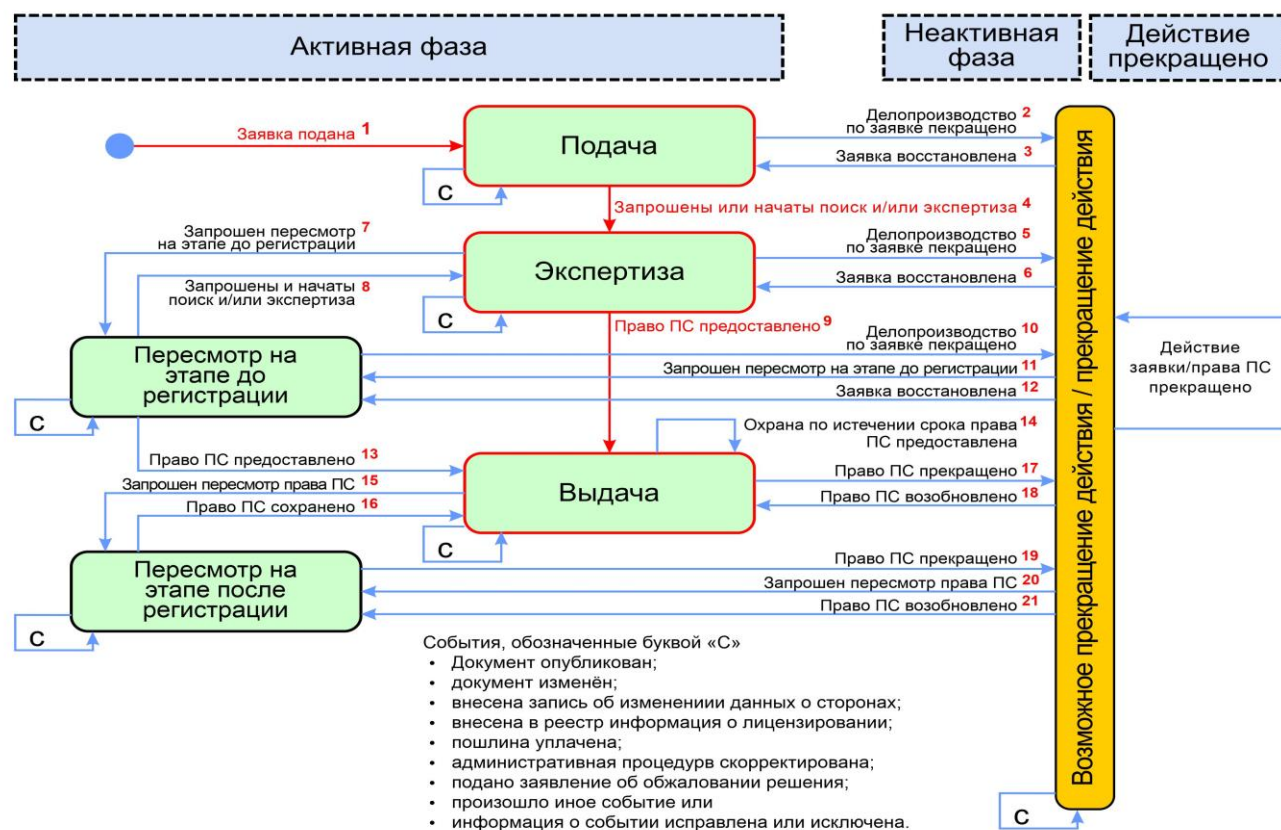 Активная фаза
Неактивная
фаза
Действие
прекращено
Заявка подана 1
Подача
Делопроизводство 2
по заявке пекращено
Заявка восстановлена 3
С
Запрошены или начаты поиск и/или экспертиза 4
Запрошен пересмотр 7
на этапе до регистрации
Экспертиза
Делопроизводство 5
по заявке пекращено
Заявка восстановлена 6
Запрошены и начаты 8
поиск и/или экспертиза
С
Право ПС предоставлено 9
Пересмотр на
этапе до
регистрации
Делопроизводство 10
по заявке пекращено
Запрошен пересмотр на этапе до регистрации 11
Заявка восстановлена 12
С
Действие
заявки/права ПС
прекращено
Охрана по истечении срока права 14
ПС предоставлена
Право ПС предоставлено 13
Запрошен пересмотр права ПС 15
Право ПС сохранено 16
Выдача
Право ПС прекращено 17
Право ПС возобновлено 18
С
Пересмотр на
этапе после
регистрации
Право ПС прекращено 19
Запрошен пересмотр права ПС 20
Право ПС возобновлено 21
С
Возможное прекращение действия / прекращение действия
События, обозначенные буквой «С»
• Документ опубликован;
• документ изменён;
• внесена запись об изменениии данных о сторонах;
• внесена в реестр информация о лицензировании;
• пошлина уплачена;
• административная процедурв скорректирована;
• подано заявление об обжаловании решения;
• произошло иное событие или
• информация о событии исправлена или исключена.
С